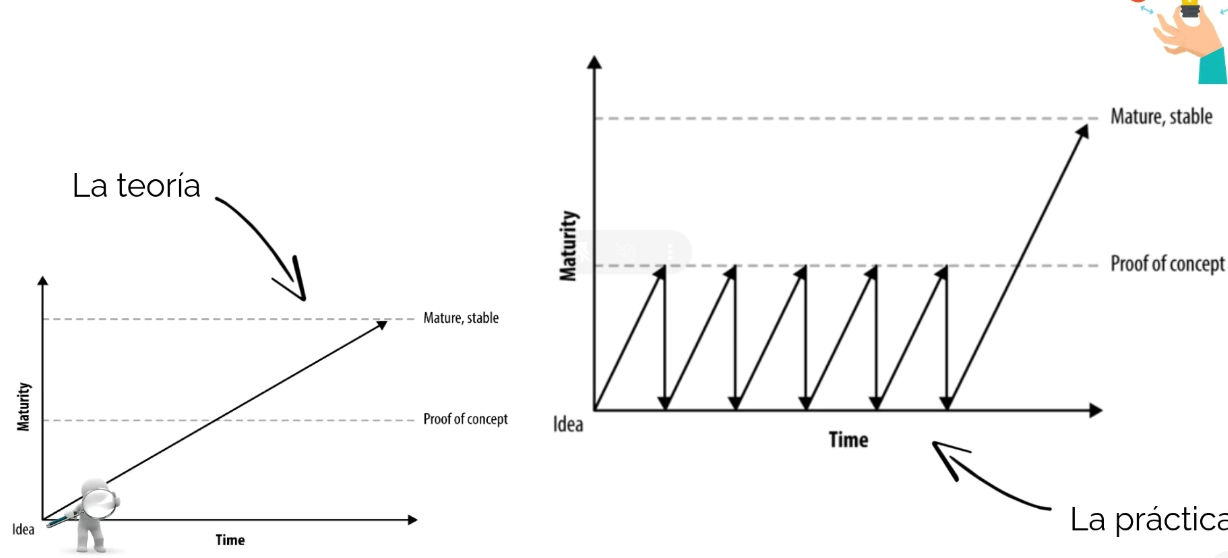 La teoría
Mature, stable
Proof of concept
Maturity
Idea
Time
Mature, stable
Proof of concept
Maturity
Idea
Time
La práctica